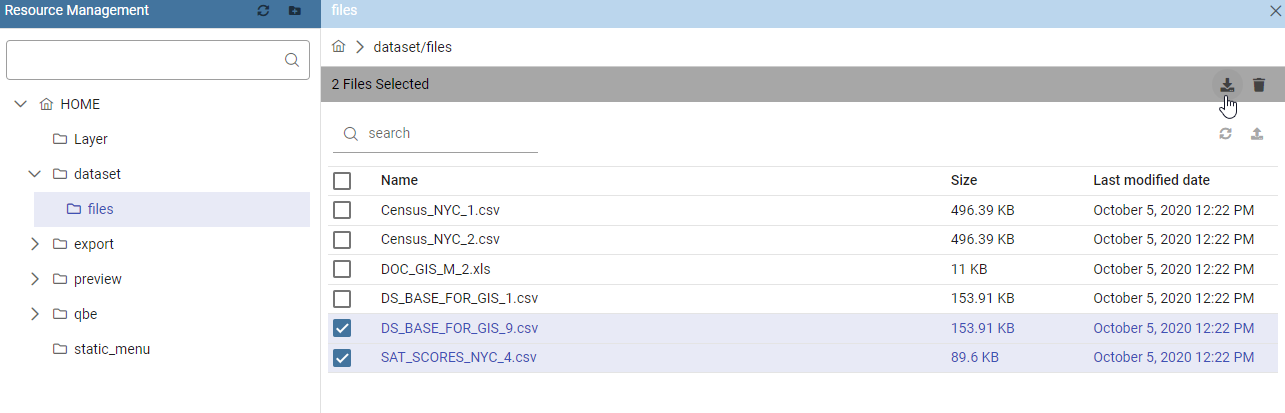 Resource Management
files
dataset/files
2 Files Selected
HOME
Layer
dataset
files
export
preview
qbe
static_menu
search
Name Size Last modified date
Census_NYC_1.csv 496.39 KB October 5, 2020 12:22 PM
Census_NYC_2.csv 496.39 KB October 5, 2020 12:22 PM
DOC_GIS_M_2.xls 11 KB October 5, 2020 12:22 PM
DS_BASE_FOR_GIS_1.csv 153.91 KB October 5, 2020 12:22 PM
DS_BASE_FOR_GIS_9.csv 153.91 KB October 5, 2020 12:22 PM
SAT_SCORES_NYC_4.csv 89.6 KB October 5, 2020 12:22 PM